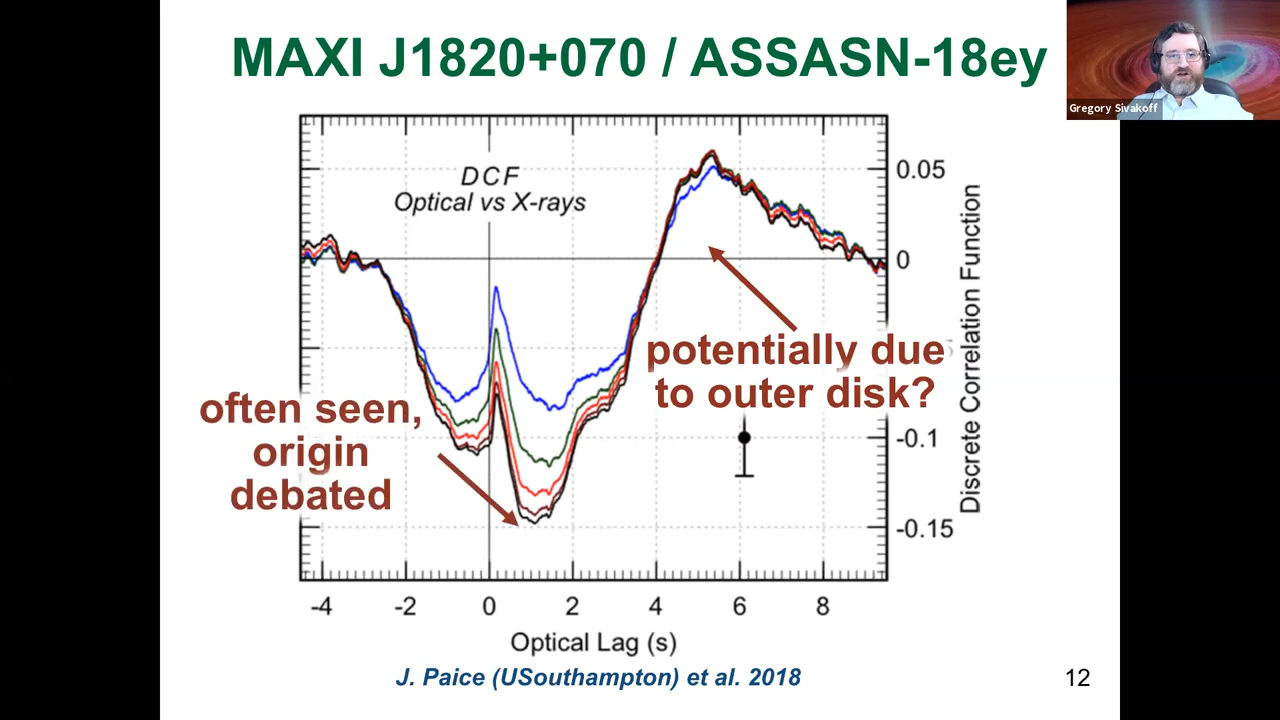 MAXI J1820+070 / ASSASN-18ey
Gregory Sivakoff
DCF
Optical vs X-rays
0.05
0
-0.1
-0.15
Discrete Correlation Function
potentially due
to outer disk?
often seen,
origin
debated
-4 -2 0 2 4 6 8
Optical Lag (s)
J. Paice (USouthampton) et al. 2018
12